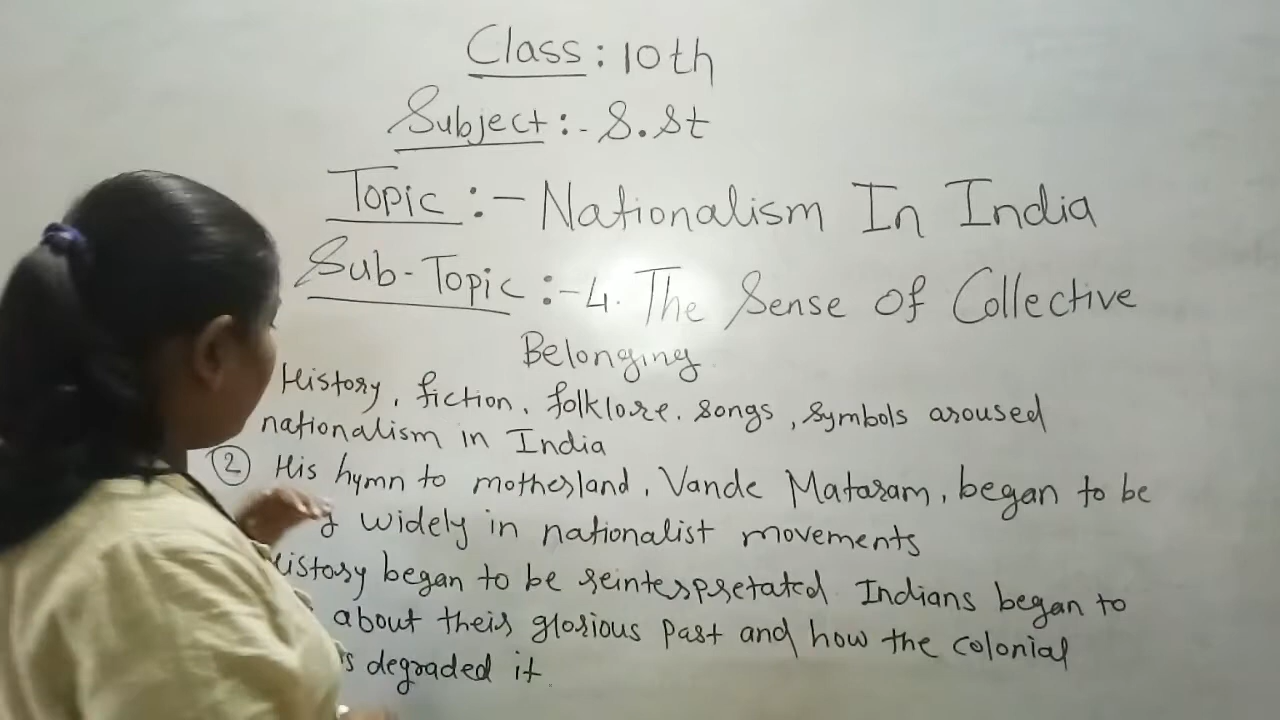 Class : 10th
Subject :- S.St
Topic :- Nationalism In India
Sub-Topic :- 4. The Sense Of Collective
Belonging
History, fiction, folklore, songs, symbols aroused
nationalism in India
② His hymn to motherland, Vande Mataram, began to be
widely in nationalist movements
istory began to be reinterpretated Indians began to
about their glorious past and how the colonial
s degraded it